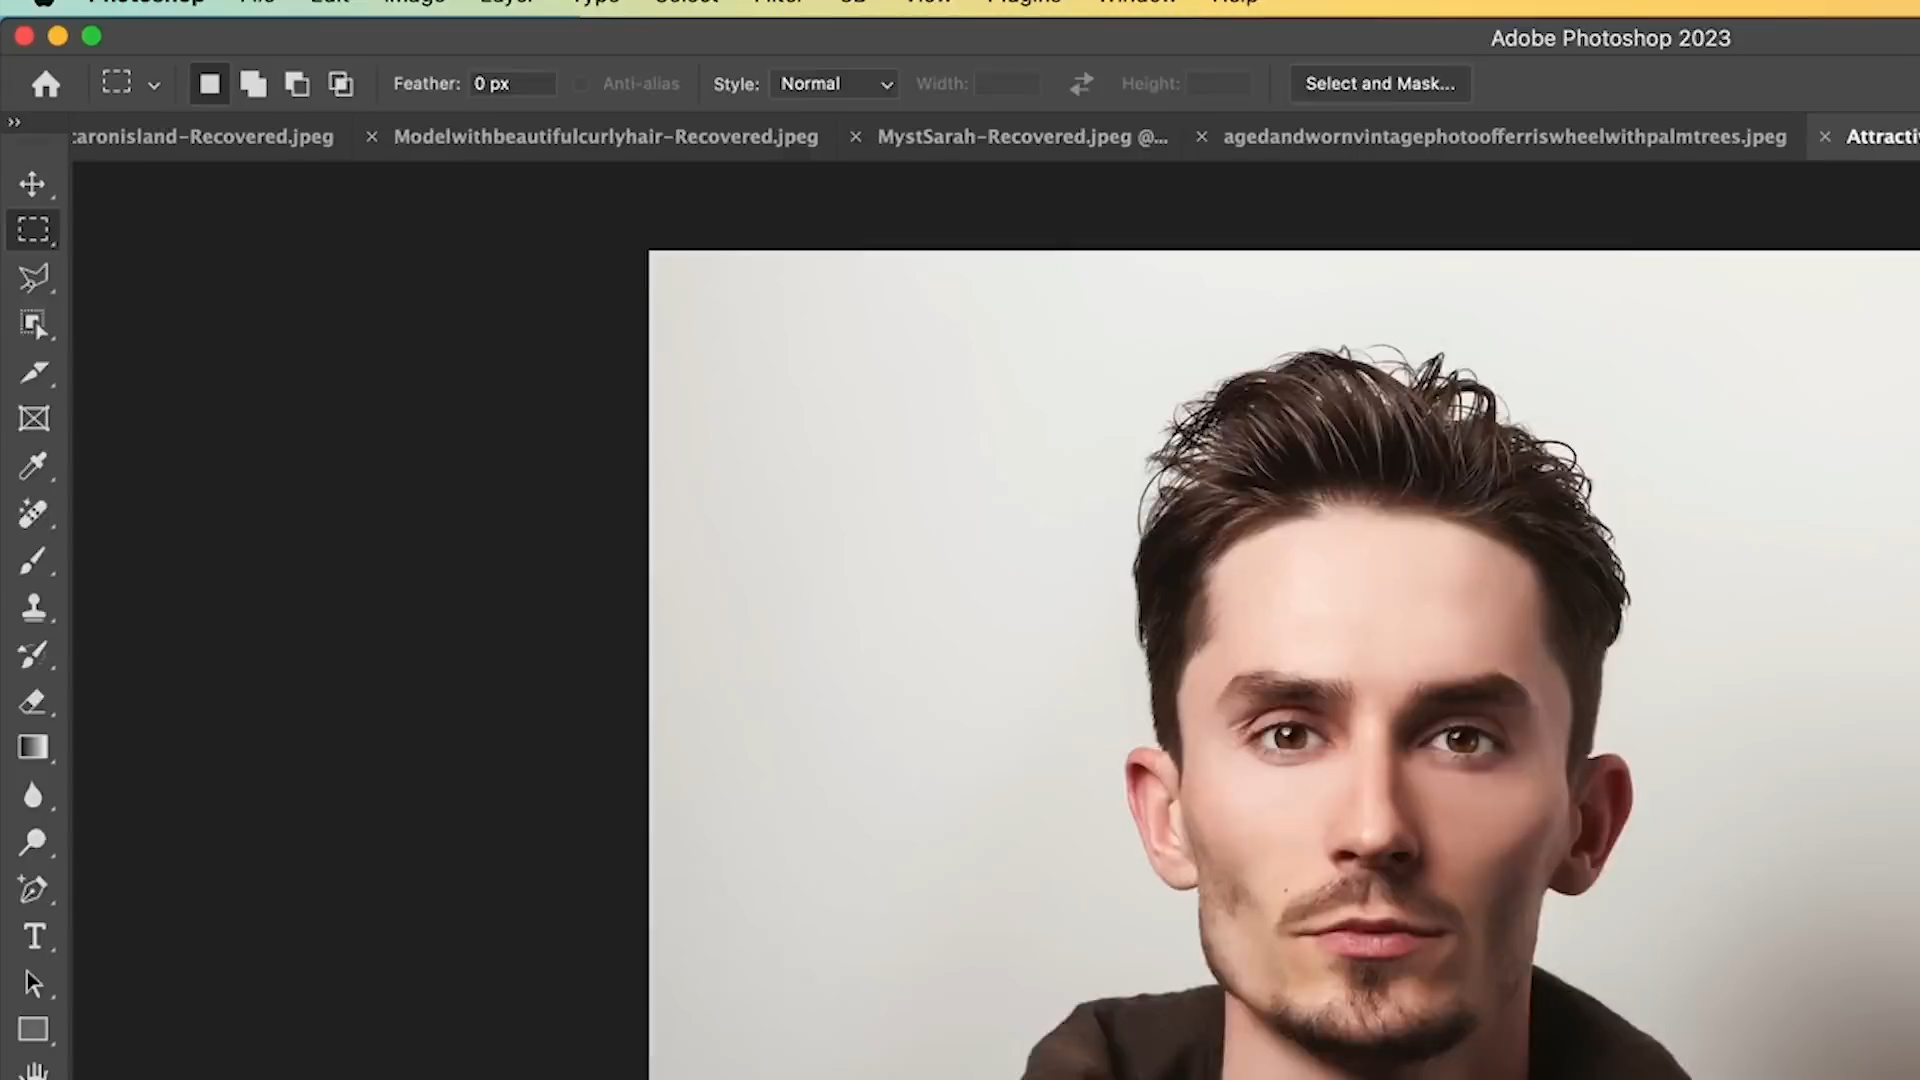 Photoshop File Edit Image Layer Type Select Filter 3D View Plugins Window Help
Adobe Photoshop 2023
Feather: 0 px Anti-alias Style: Normal Width: Height: Select and Mask...
taronisland-Recovered.jpeg × Modelwithbeautifulcurlyhair-Recovered.jpeg × MystSarah-Recovered.jpeg @... × agedandwornvintagephotoofferriswheelwithpalmtrees.jpeg × Attracti